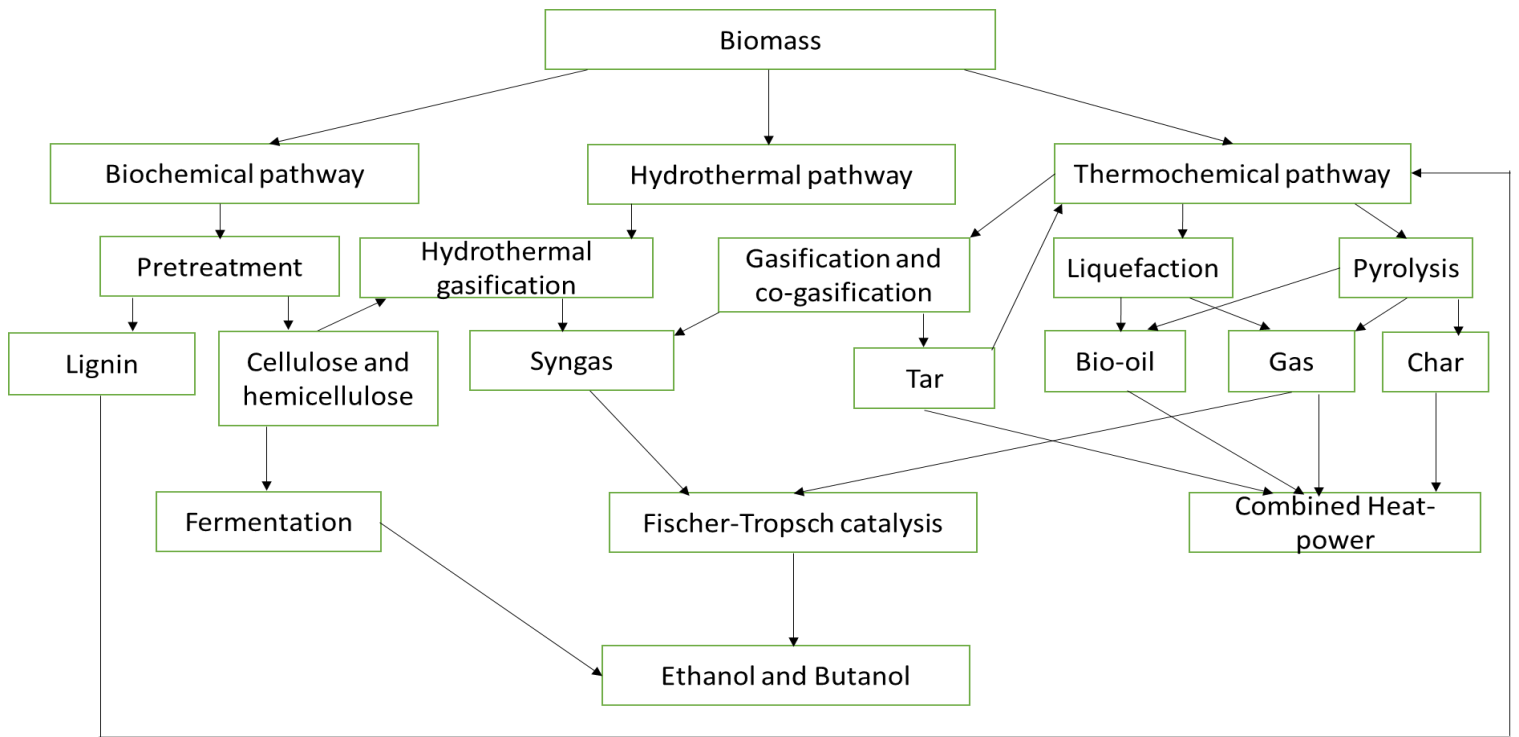 Biomass
Biochemical pathway
Hydrothermal pathway
Thermochemical pathway
Pretreatment
Hydrothermal
gasification
Gasification and
co-gasification
Liquefaction
Pyrolysis
Lignin
Cellulose and
hemicellulose
Syngas
Tar
Bio-oil
Gas
Char
Fermentation
Fischer-Tropsch catalysis
Combined Heat-
power
Ethanol and Butanol